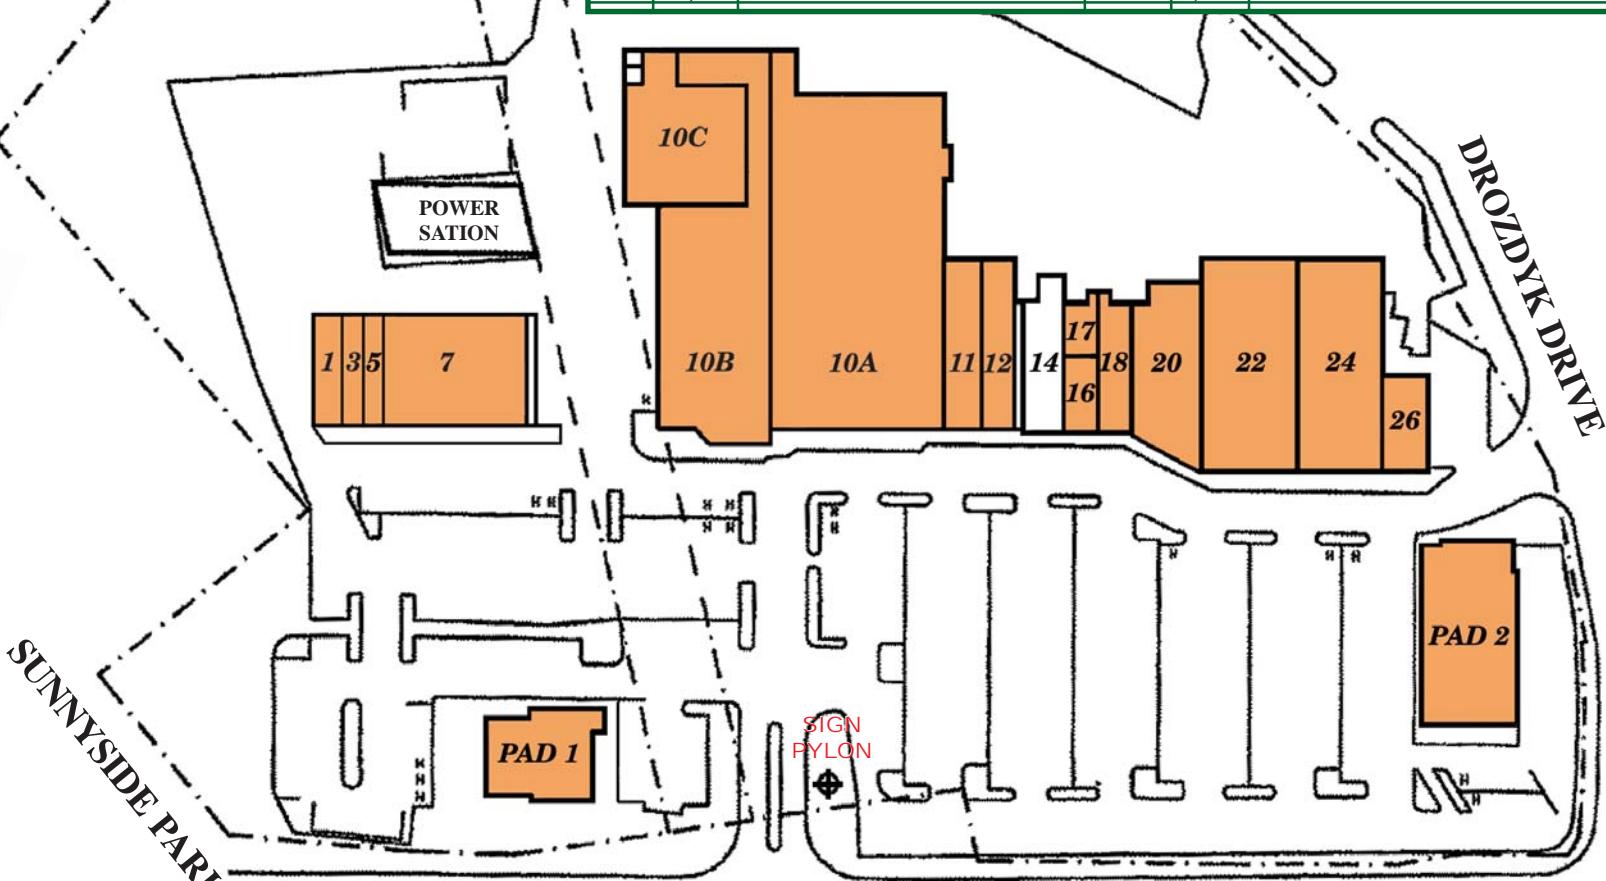 10C
DROZDYK DRIVE
POWER
SATION
1 3 5 7
10B 10A 11 12 14 17 18 20 22 24
16
26
PAD 2
SUNNYSIDE
SIGN
PYLON
PAD 1